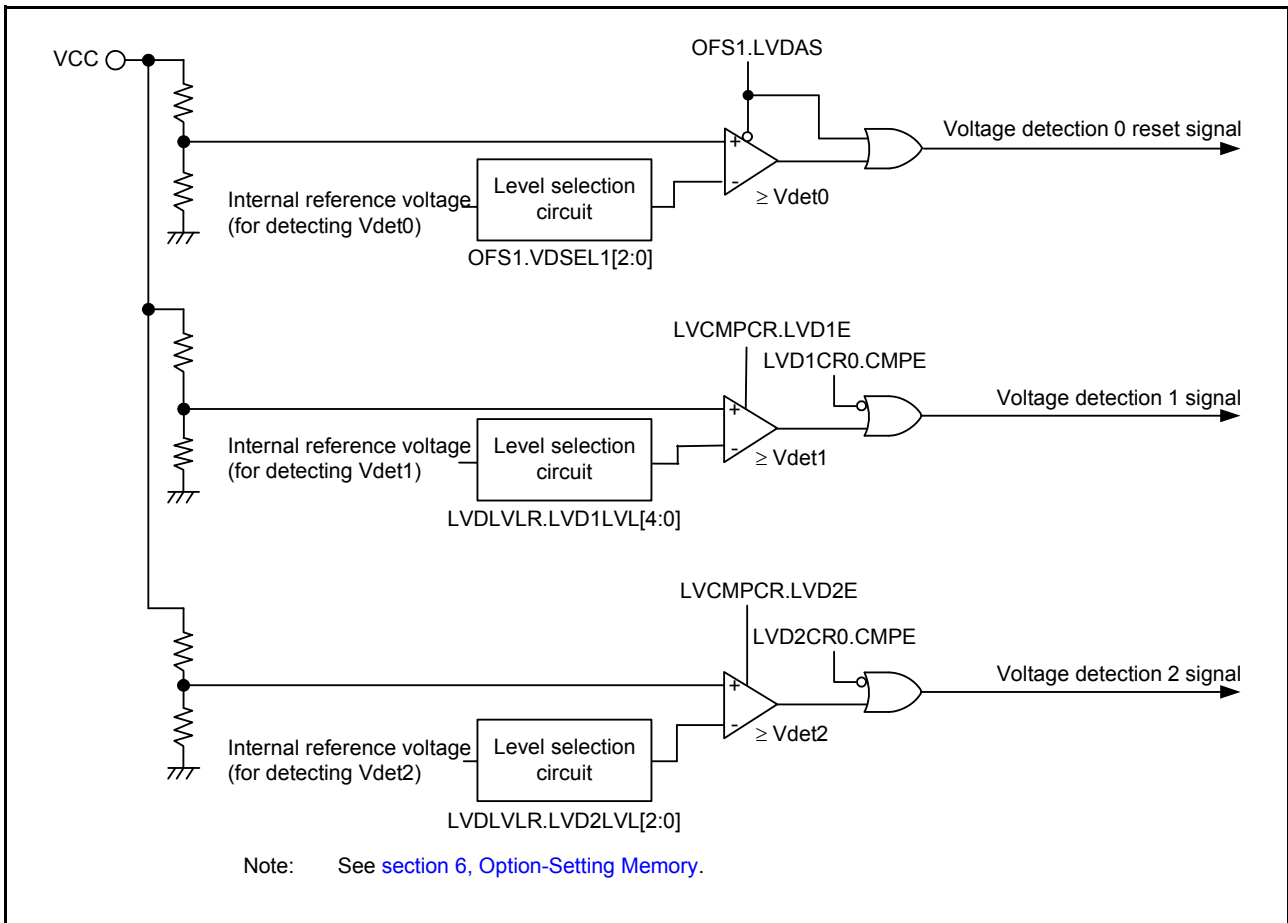 VCC
OFS1.LVDAS
+
-
≥ Vdet0
Voltage detection 0 reset signal
Internal reference voltage
(for detecting Vdet0)
Level selection
circuit
OFS1.VDSEL1[2:0]
LVCMPCR.LVD1E
LVD1CR0.CMPE
+
-
≥ Vdet1
Voltage detection 1 signal
Internal reference voltage
(for detecting Vdet1)
Level selection
circuit
LVDLVLR.LVD1LVL[4:0]
LVCMPCR.LVD2E
LVD2CR0.CMPE
+
-
≥ Vdet2
Voltage detection 2 signal
Internal reference voltage
(for detecting Vdet2)
Level selection
circuit
LVDLVLR.LVD2LVL[2:0]
Note: See section 6, Option-Setting Memory.